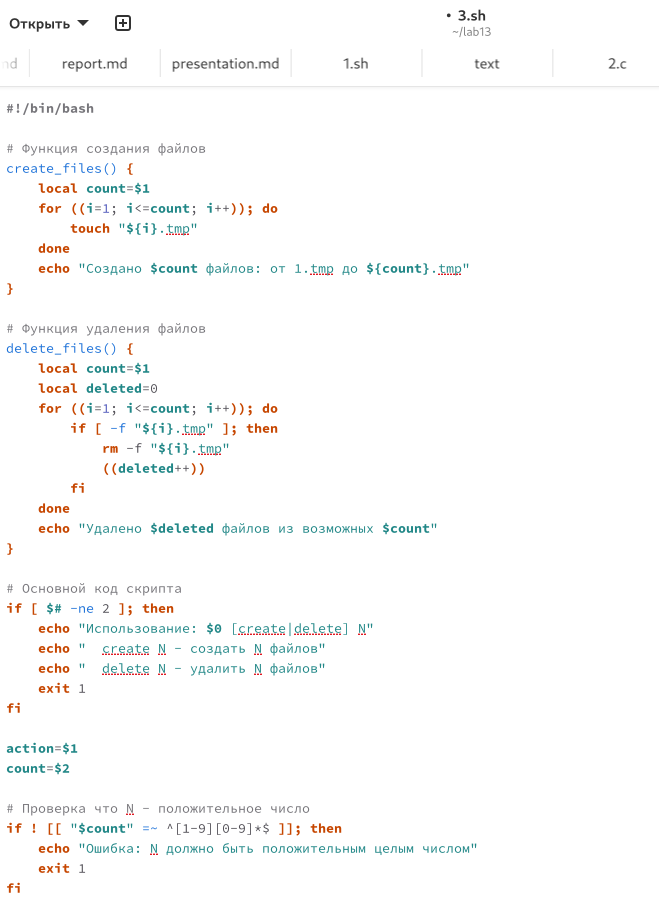 Открыть
• 3.sh
~/lab13
nd
report.md
presentation.md
1.sh
text
2.c
#!/bin/bash
# Функция создания файлов
create_files() {
    local count=$1
    for ((i=1; i<=count; i++)); do
        touch "${i}.tmp"
    done
    echo "Создано $count файлов: от 1.tmp до ${count}.tmp"
}
# Функция удаления файлов
delete_files() {
    local count=$1
    local deleted=0
    for ((i=1; i<=count; i++)); do
        if [ -f "${i}.tmp" ]; then
            rm -f "${i}.tmp"
            ((deleted++))
        fi
    done
    echo "Удалено $deleted файлов из возможных $count"
}
# Основной код скрипта
if [ $# -ne 2 ]; then
    echo "Использование: $0 [create|delete] N"
    echo "  create N - создать N файлов"
    echo "  delete N - удалить N файлов"
    exit 1
fi
action=$1
count=$2
# Проверка что N - положительное число
if ! [[ "$count" =~ ^[1-9][0-9]*$ ]]; then
    echo "Ошибка: N должно быть положительным целым числом"
    exit 1
fi